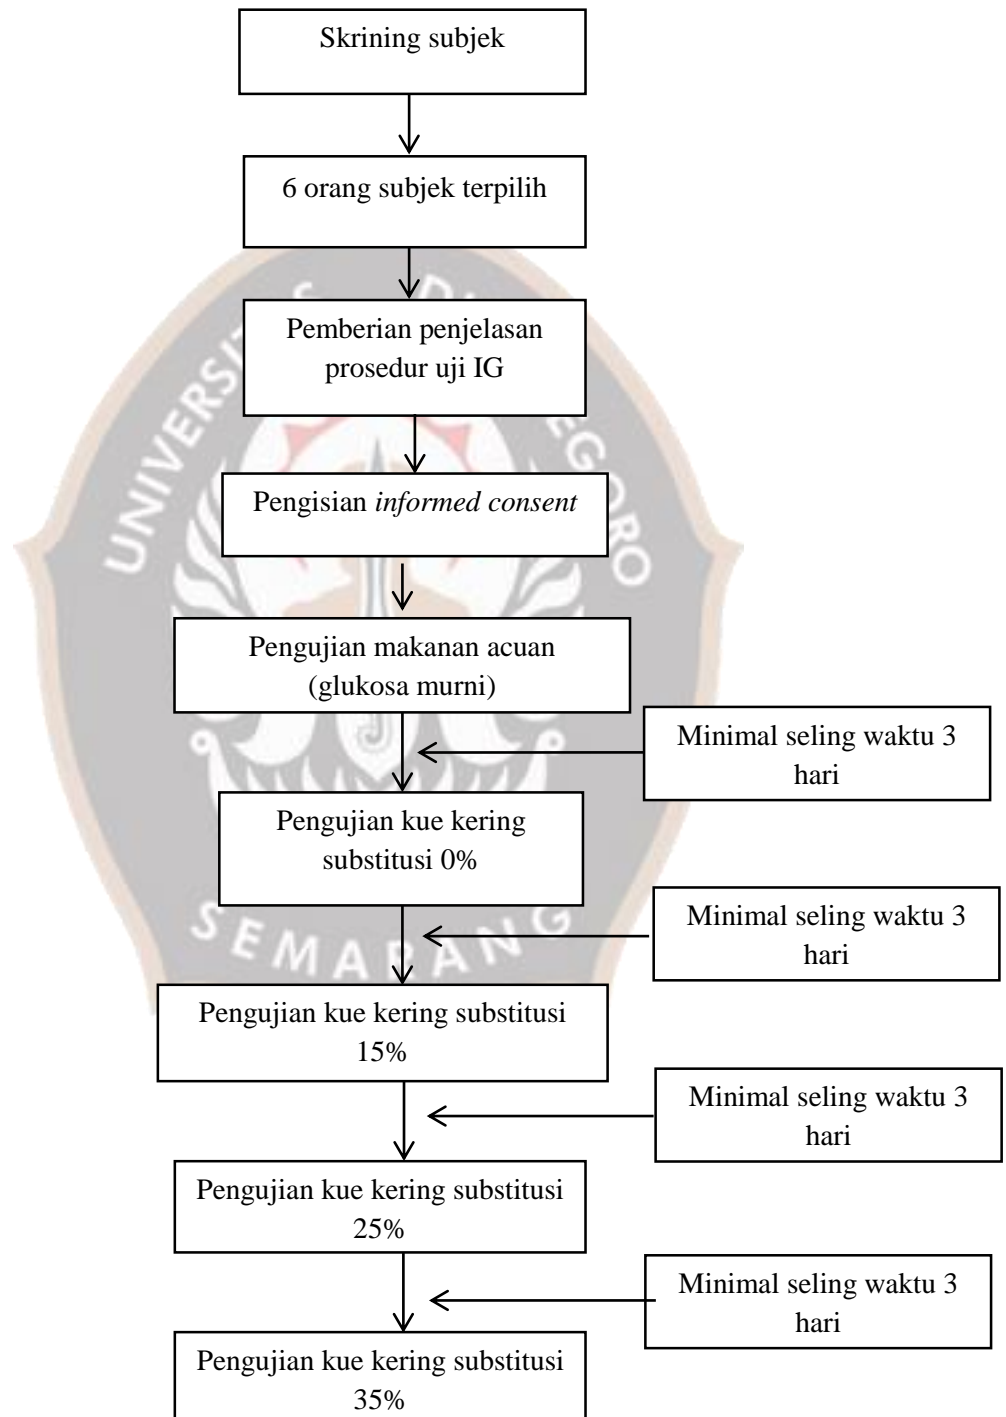 Skrining subjek
6 orang subjek terpilih
Pemberian penjelasan
prosedur uji IG
Pengisian informed consent
Pengujian makanan acuan
(glukosa murni)
Minimal seling waktu 3
hari
Pengujian kue kering
substitusi 0%
Minimal seling waktu 3
hari
Pengujian kue kering substitusi
15%
Minimal seling waktu 3
hari
Pengujian kue kering substitusi
25%
Minimal seling waktu 3
hari
Pengujian kue kering substitusi
35%
SEMARANG